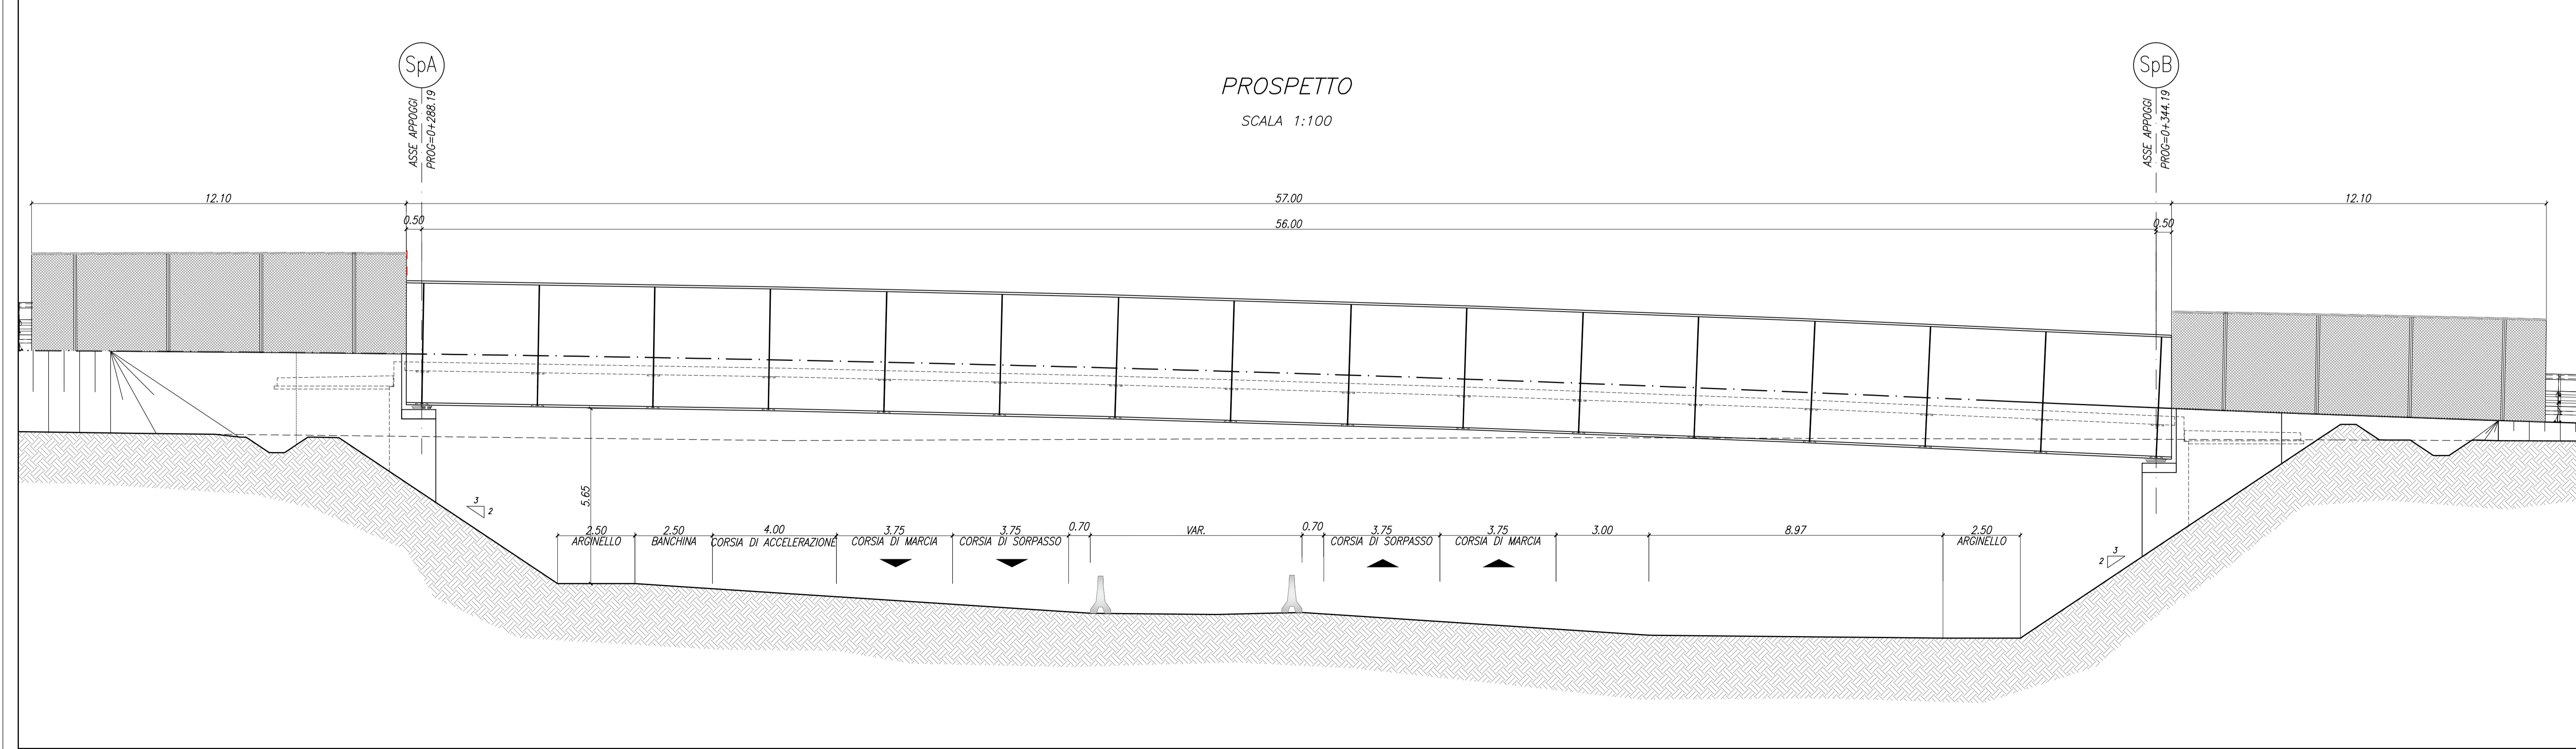 SpA
SpB
PROSPETTO
SCALA 1:100
ASSE APPOGGI
PROG=0+288.19
ASSE APPOGGI
PROG=0+344.19
12.10
57.00
12.10
0.50
56.00
0.50
5.65
3
2
3
2
2.50
ARGINELLO
2.50
BANCHINA
4.00
CORSIA DI ACCELERAZIONE
3.75
CORSIA DI MARCIA
3.75
CORSIA DI SORPASSO
0.70
VAR.
0.70
3.75
CORSIA DI SORPASSO
3.75
CORSIA DI MARCIA
3.00
8.97
2.50
ARGINELLO